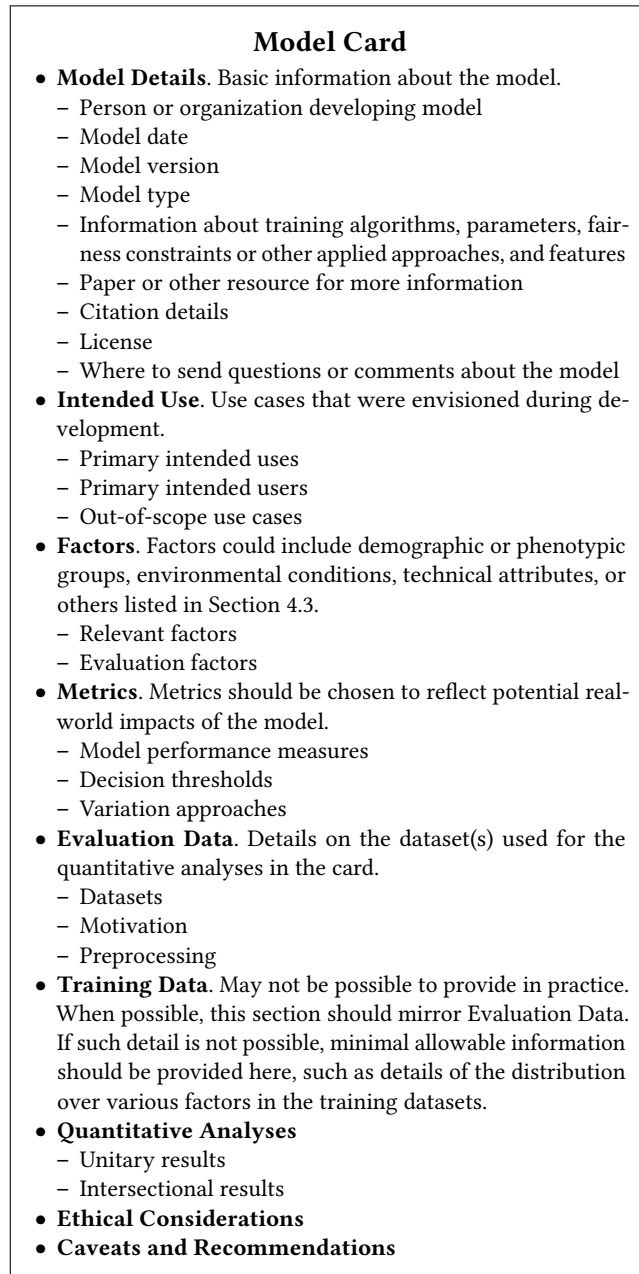 Model Card
• Model Details. Basic information about the model.
– Person or organization developing model
– Model date
– Model version
– Model type
– Information about training algorithms, parameters, fair-
ness constraints or other applied approaches, and features
– Paper or other resource for more information
– Citation details
– License
– Where to send questions or comments about the model
• Intended Use. Use cases that were envisioned during de-
velopment.
– Primary intended uses
– Primary intended users
– Out-of-scope use cases
• Factors. Factors could include demographic or phenotypic
groups, environmental conditions, technical attributes, or
others listed in Section 4.3.
– Relevant factors
– Evaluation factors
• Metrics. Metrics should be chosen to reflect potential real-
world impacts of the model.
– Model performance measures
– Decision thresholds
– Variation approaches
• Evaluation Data. Details on the dataset(s) used for the
quantitative analyses in the card.
– Datasets
– Motivation
– Preprocessing
• Training Data. May not be possible to provide in practice.
When possible, this section should mirror Evaluation Data.
If such detail is not possible, minimal allowable information
should be provided here, such as details of the distribution
over various factors in the training datasets.
• Quantitative Analyses
– Unitary results
– Intersectional results
• Ethical Considerations
• Caveats and Recommendations